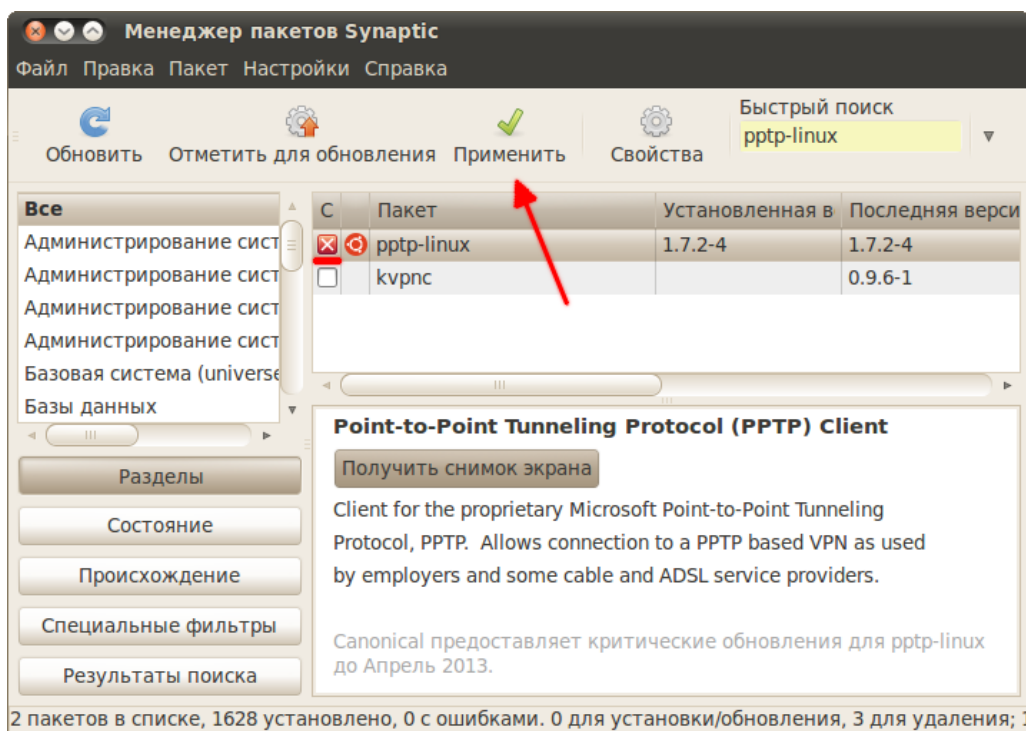 Менеджер пакетов Synaptic
Файл Правка Пакет Настройки Справка
Быстрый поиск
pptp-linux
Обновить Отметить для обновления Применить Свойства
Все
Администрирование сист
Администрирование сист
Администрирование сист
Администрирование сист
Базовая система (universe
Базы данных
Разделы
Состояние
Происхождение
Специальные фильтры
Результаты поиска
С Пакет Установленная в Последняя верси
pptp-linux 1.7.2-4 1.7.2-4
kvpnc 0.9.6-1
Point-to-Point Tunneling Protocol (PPTP) Client
Получить снимок экрана
Client for the proprietary Microsoft Point-to-Point Tunneling
Protocol, PPTP. Allows connection to a PPTP based VPN as used
by employers and some cable and ADSL service providers.
Canonical предоставляет критические обновления для pptp-linux
до Апрель 2013.
2 пакетов в списке, 1628 установлено, 0 с ошибками. 0 для установки/обновления, 3 для удаления;